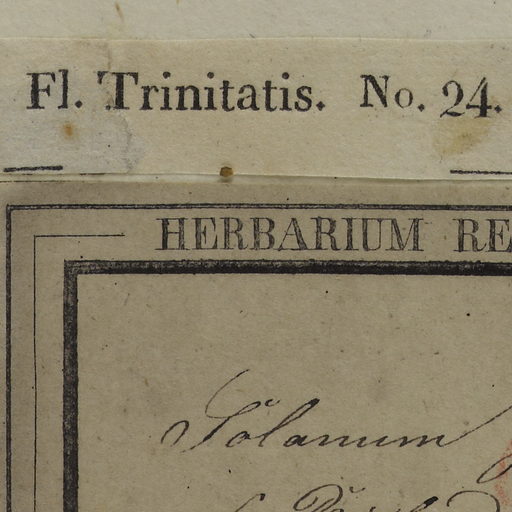 Fl. Trinitatis. No. 24.
HERBARIUM RE
Solanum